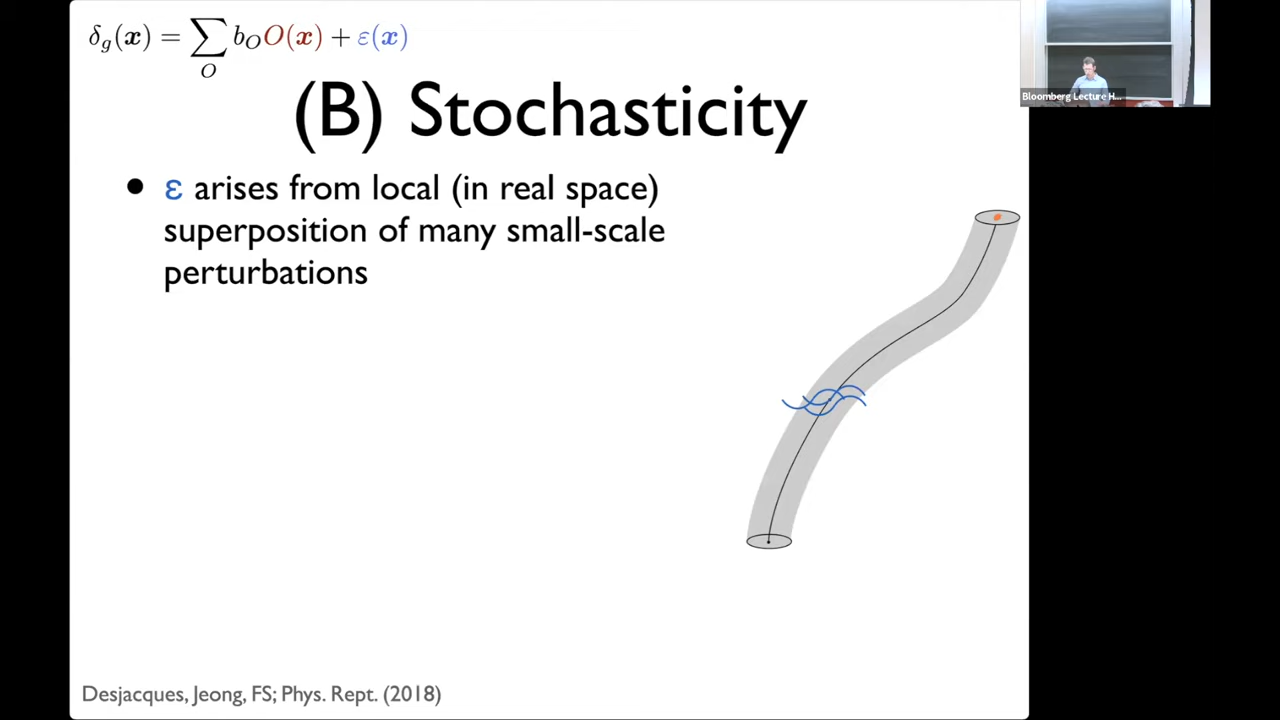 δ_g(x) = ∑_O b_O O(x) + ε(x)
(B) Stochasticity
Bloomberg Lecture H...
• ε arises from local (in real space)
superposition of many small-scale
perturbations
Desjacques, Jeong, FS; Phys. Rept. (2018)